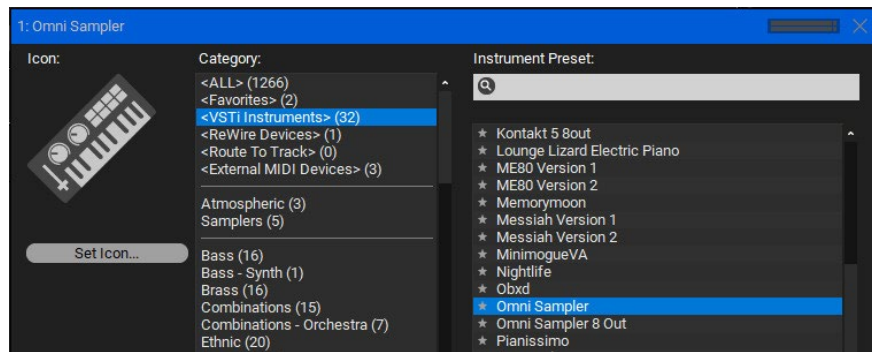 1: Omni Sampler
Icon:
Set Icon...
Category:
<ALL> (1266)
<Favorites> (2)
<VSTi Instruments> (32)
<ReWire Devices> (1)
<Route To Track> (0)
<External MIDI Devices> (3)
Atmospheric (3)
Samplers (5)
Bass (16)
Bass - Synth (1)
Brass (16)
Combinations (15)
Combinations - Orchestra (7)
Ethnic (20)
Instrument Preset:
Kontakt 5 8out
Lounge Lizard Electric Piano
ME80 Version 1
ME80 Version 2
Memorymoon
Messiah Version 1
Messiah Version 2
MinimogueVA
Nightlife
Obxd
Omni Sampler
Omni Sampler 8 Out
Pianissimo